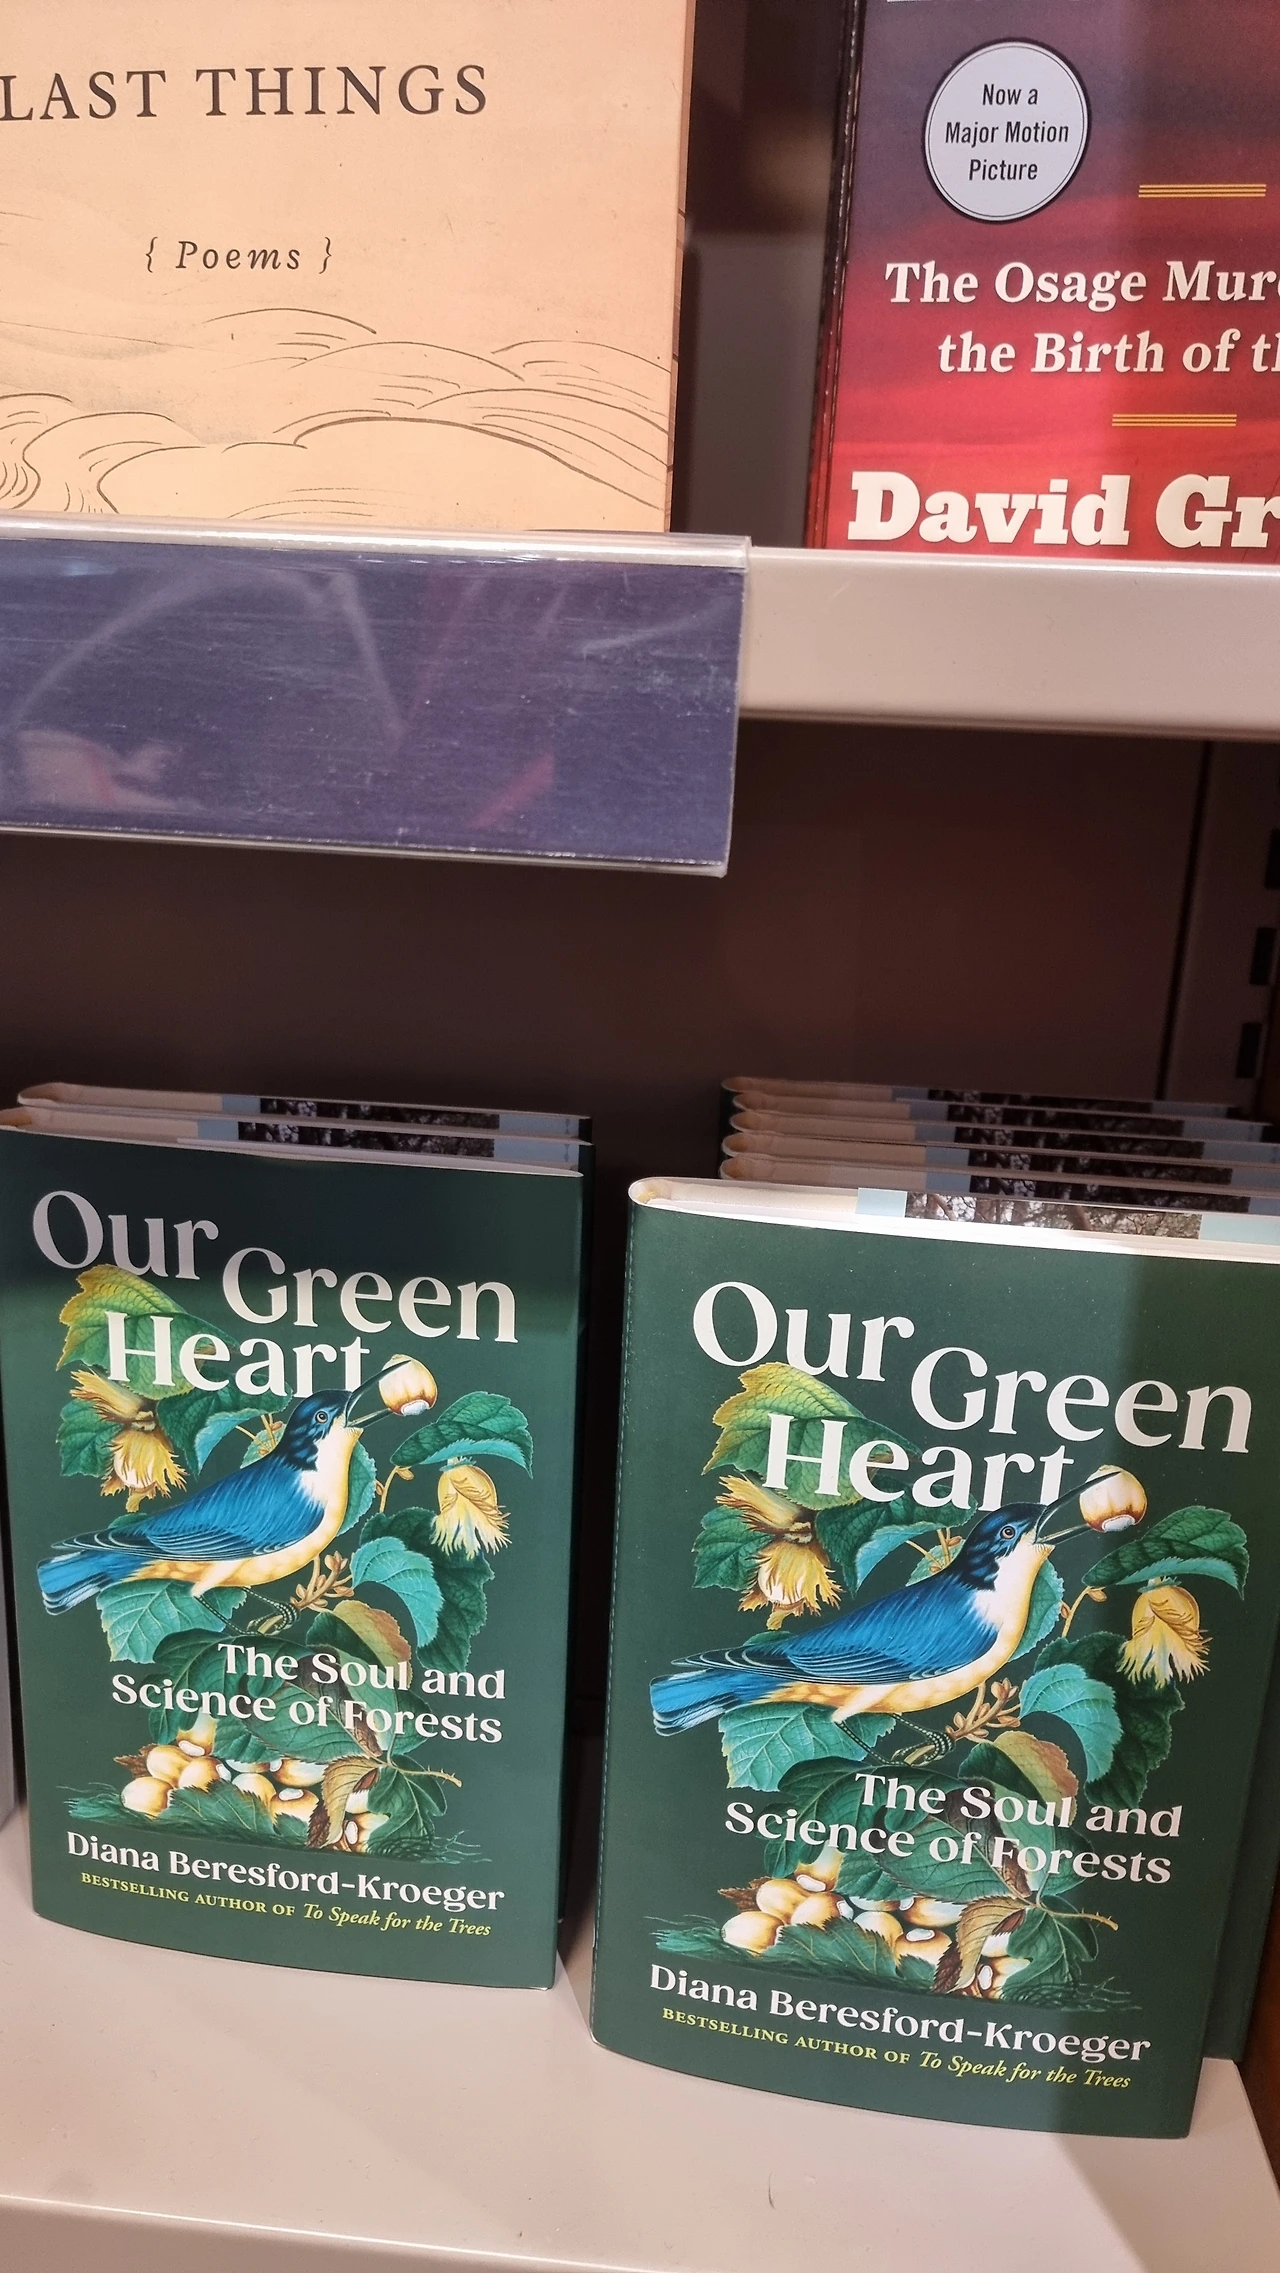 LAST THINGS
{ Poems }
Now a
Major Motion
Picture
The Osage
the Birth of
David
Our Green
Heart
The Soul and
Science of Forests
Diana Beresford-Kroeger
BESTSELLING AUTHOR OF To Speak for the Trees
Our Green
Heart
The Soul and
Science of Forests
Diana Beresford-Kroeger
BESTSELLING AUTHOR OF To Speak for the Trees